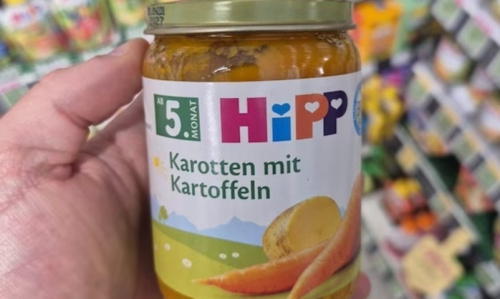 AB
5.
MONAT
HiPP
Karotten mit
Kartoffeln